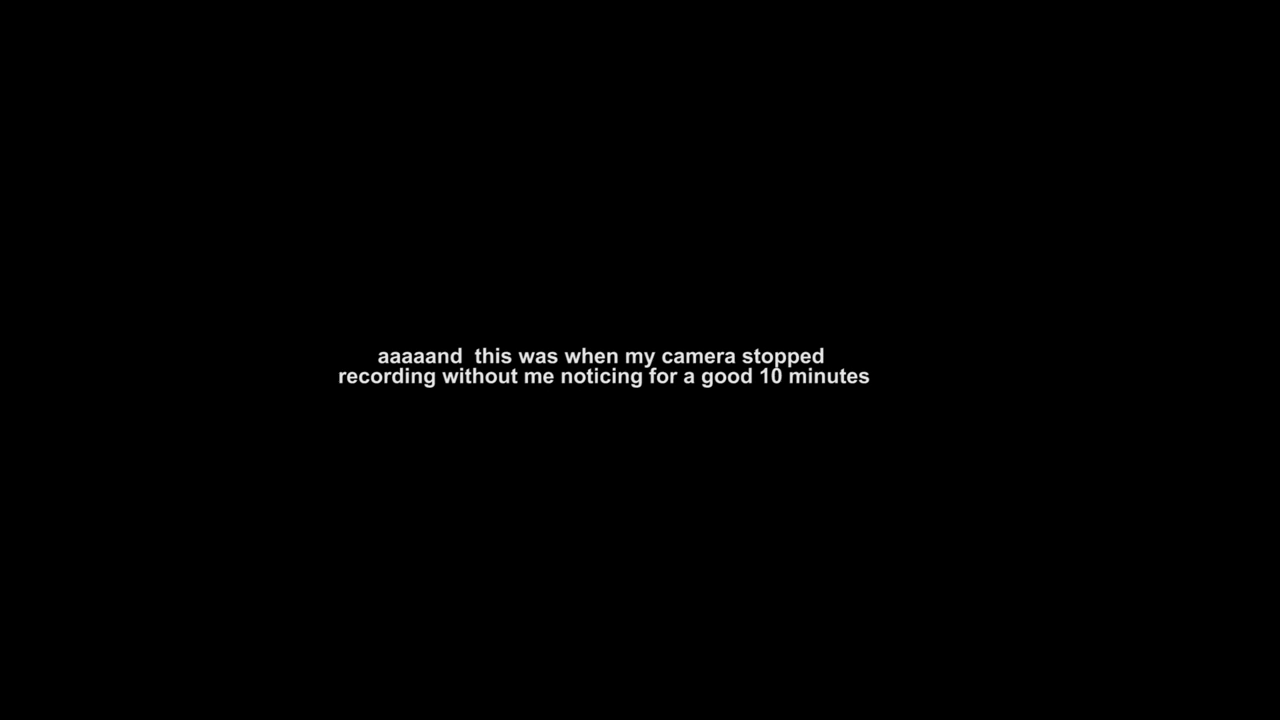 aaaaand  this was when my camera stopped
recording without me noticing for a good 10 minutes